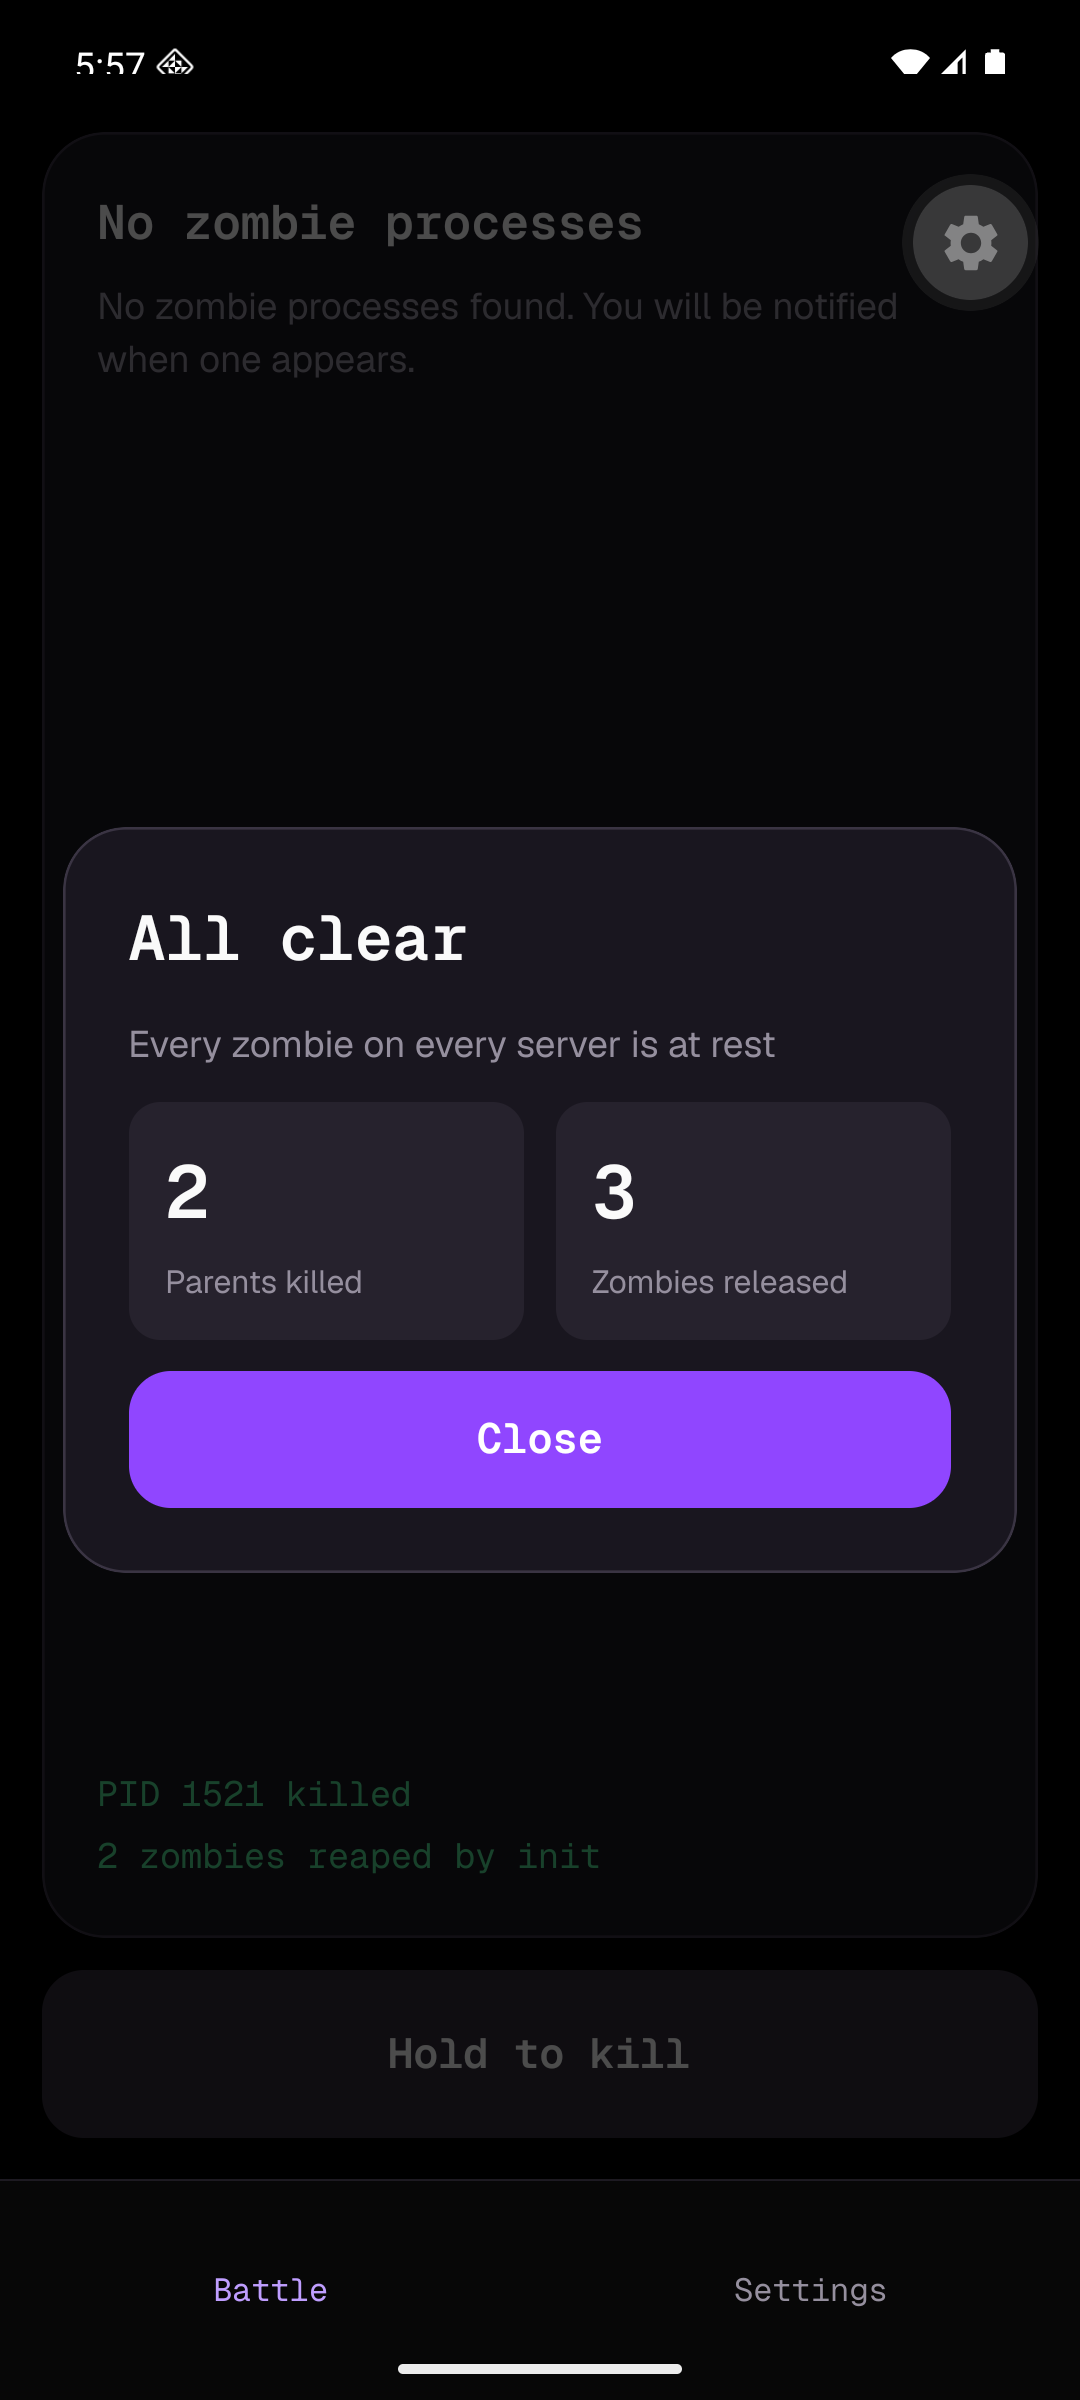 5:57
No zombie processes
No zombie processes found. You will be notified
when one appears.
All clear
Every zombie on every server is at rest
2
Parents killed
3
Zombies released
Close
PID 1521 killed
2 zombies reaped by init
Hold to kill
Battle
Settings